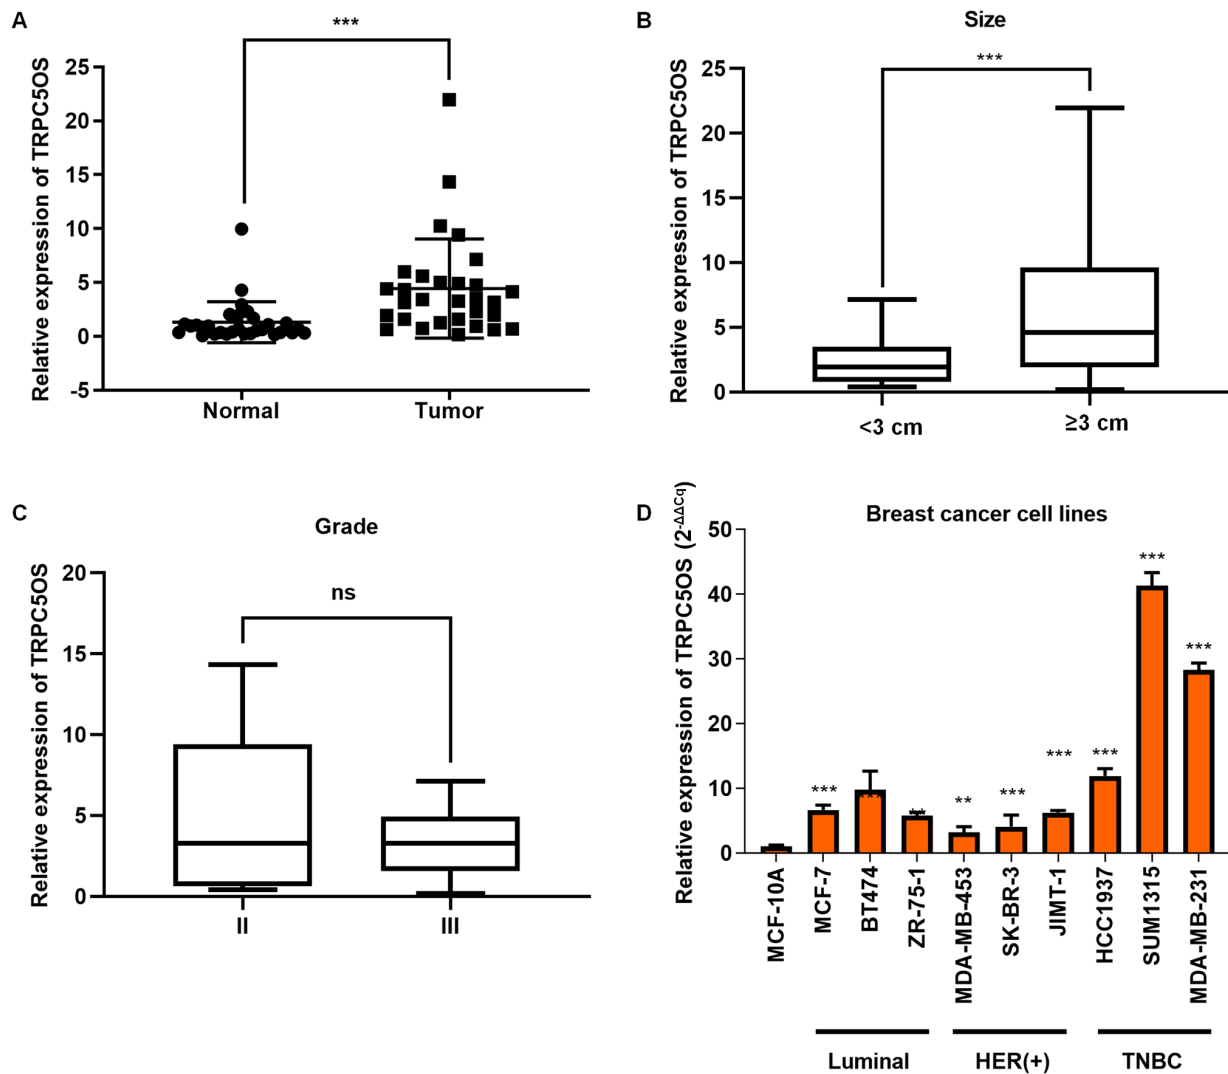 A
***
Relative expression of TRPC5OS
25
20
15
10
5
0
-5
Normal
Tumor
B
Size
***
Relative expression of TRPC5OS
25
20
15
10
5
0
<3 cm
≥3 cm
C
Grade
ns
Relative expression of TRPC5OS
20
15
10
5
0
II
III
D
Breast cancer cell lines
Relative expression of TRPC5OS (2-ΔΔCq)
50
40
30
20
10
0
***
***
**
**
***
***
***
***
***
MCF-10A
MCF-7
BT474
ZR-75-1
MDA-MB-453
SK-BR-3
JIMT-1
HCC1937
SUM1315
MDA-MB-231
Luminal
HER(+)
TNBC